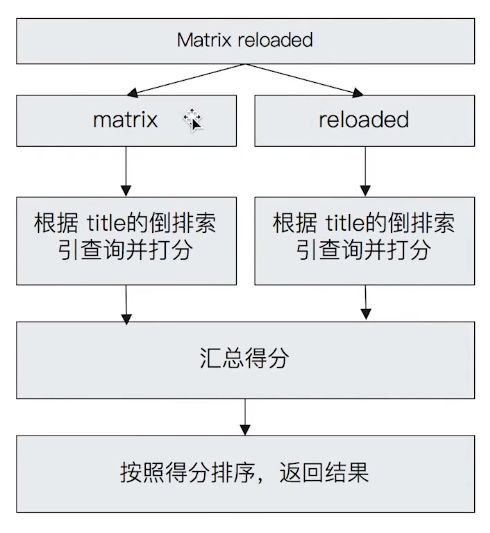 Matrix reloaded
matrix
reloaded
根据 title的倒排索
引查询并打分
根据 title的倒排索
引查询并打分
汇总得分
按照得分排序，返回结果